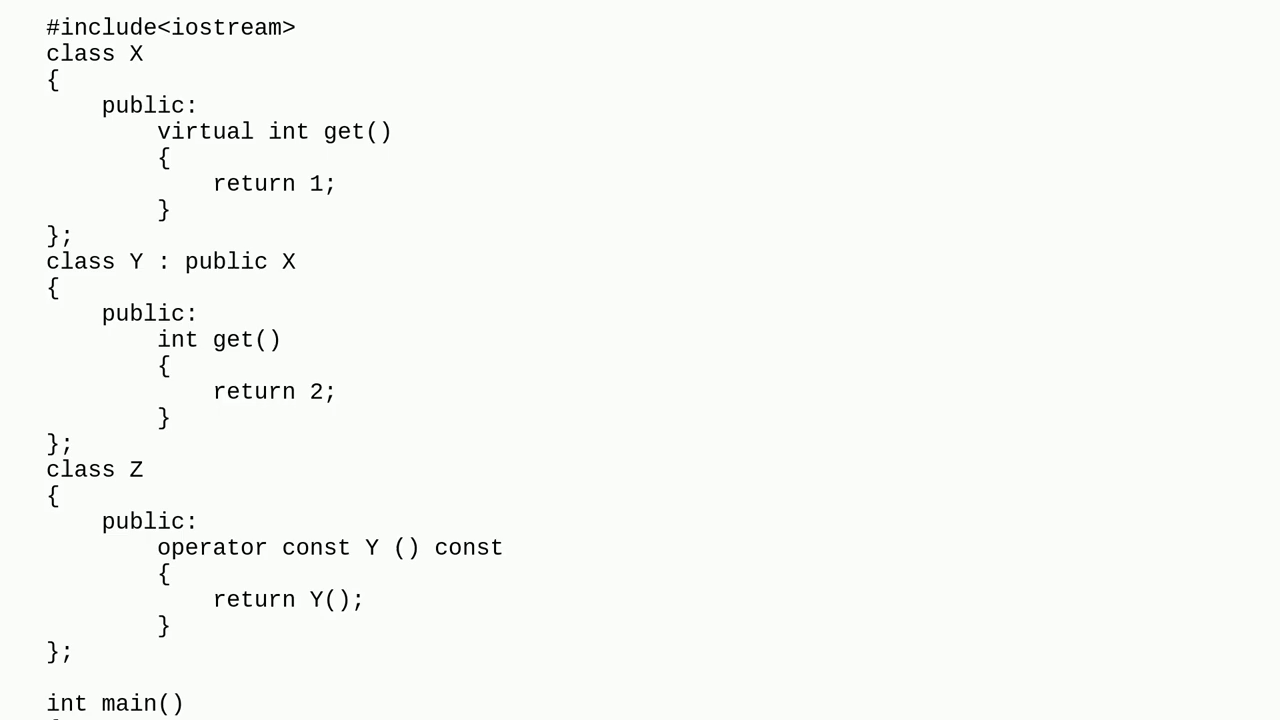 #include<iostream>
class X
{
    public:
        virtual int get()
        {
            return 1;
        }
};
class Y : public X
{
    public:
        int get()
        {
            return 2;
        }
};
class Z
{
    public:
        operator const Y () const
        {
            return Y();
        }
};

int main()